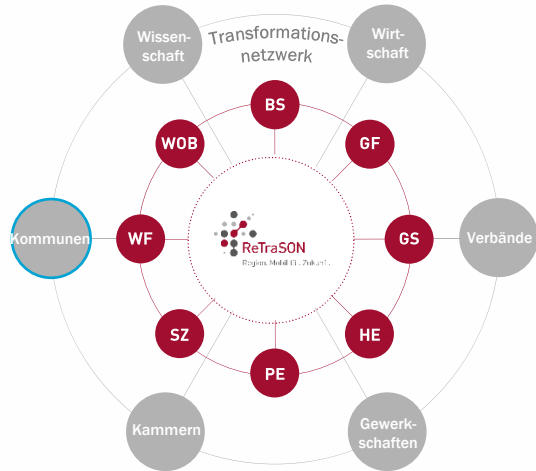 Wissen-
schaft
Transformations-
netzwerk
Wirt-
schaft
BS
WOB
GF
Kommunen
WF
ReTraSON
GS
Verbände
SZ
HE
PE
Kammern
Gewerk-
schaften